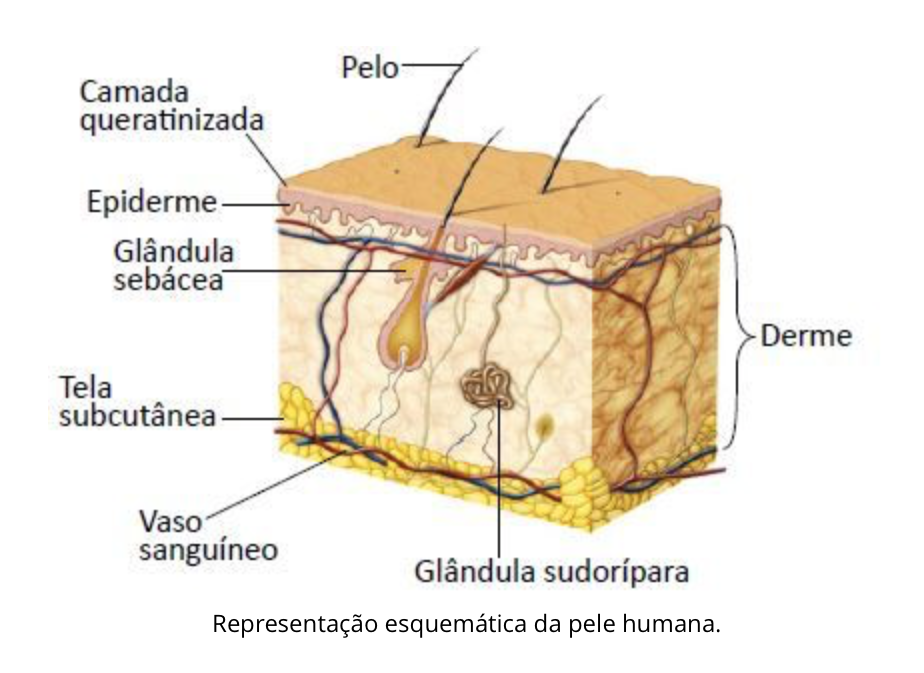 Pelo
Camada
queratinizada
Epiderme
Glândula
sebácea
Derme
Tela
subcutânea
Vaso
sanguíneo
Glândula sudorípara
Representação esquemática da pele humana.